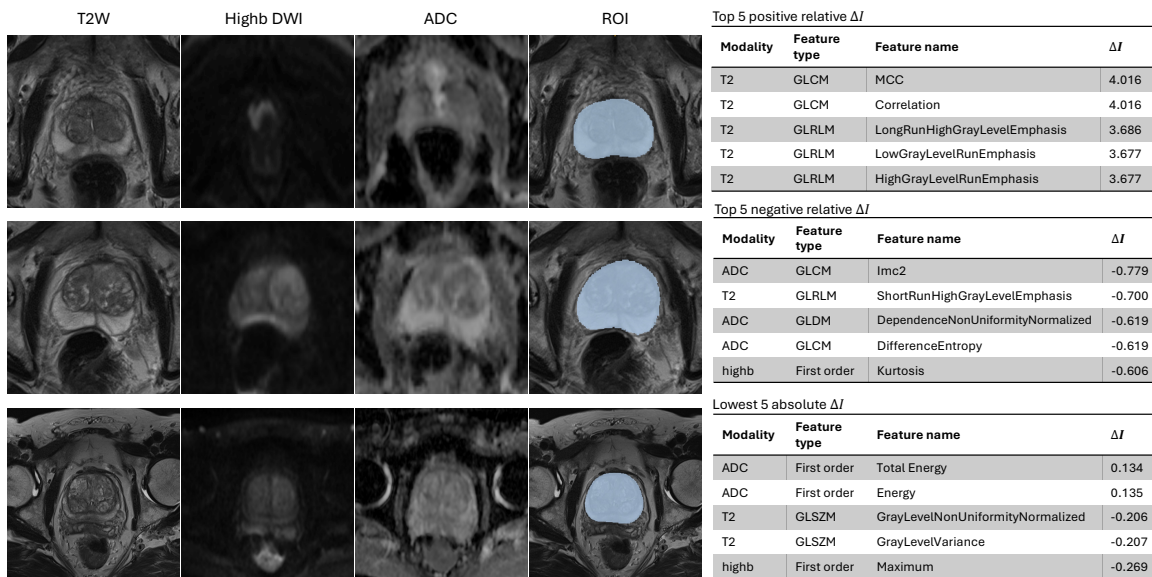 T2W Highb DWI ADC ROI
Top 5 positive relative Δ𝐼
Modality Feature type Feature name Δ𝑰
T2 GLCM MCC 4.016
T2 GLCM Correlation 4.016
T2 GLRLM LongRunHighGrayLevelEmphasis 3.686
T2 GLRLM LowGrayLevelRunEmphasis 3.677
T2 GLRLM HighGrayLevelRunEmphasis 3.677
Top 5 negative relative Δ𝐼
Modality Feature type Feature name Δ𝑰
ADC GLCM Imc2 -0.779
T2 GLRLM ShortRunHighGrayLevelEmphasis -0.700
ADC GLDM DependenceNonUniformityNormalized -0.619
ADC GLCM DifferenceEntropy -0.619
highb First order Kurtosis -0.606
Lowest 5 absolute Δ𝐼
Modality Feature type Feature name Δ𝑰
ADC First order Total Energy 0.134
ADC First order Energy 0.135
T2 GLSZM GrayLevelNonUniformityNormalized -0.206
T2 GLSZM GrayLevelVariance -0.207
highb First order Maximum -0.269